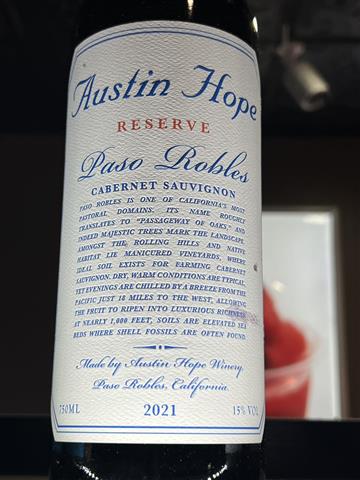 Austin Hope
RESERVE
Paso Robles
CABERNET SAUVIGNON
PASO ROBLES IS ONE OF CALIFORNIA'S MOST
PASTORAL DOMAINS. ITS NAME ROUGHLY
TRANSLATES TO "PASSAGEWAY OF OAKS," AND
INDEED MAJESTIC TREES MARK THE LANDSCAPE.
AMONGST THE ROLLING HILLS AND NATIVE
HABITAT LIE MANICURED VINEYARDS, WHERE
IDEAL SOIL EXISTS FOR FARMING CABERNET
SAUVIGNON. DRY, WARM CONDITIONS ARE TYPICAL,
YET EVENINGS ARE CHILLED BY A BREEZE FROM THE
PACIFIC JUST 18 MILES TO THE WEST, ALLOWING
THE FRUIT TO RIPEN INTO LUXURIOUS RICHNESS
AT NEARLY 1,000 FEET, SOILS ARE ELEVATED SEA
BEDS WHERE SHELL FOSSILS ARE OFTEN FOUND
Made by Austin Hope Winery
Paso Robles, California.
750ML 2021 15% VOL